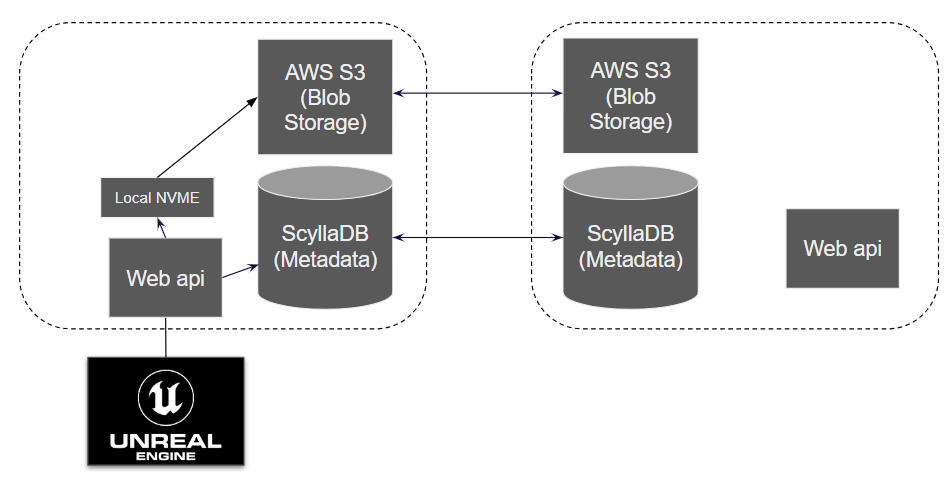 AWS S3
(Blob
Storage)
AWS S3
(Blob
Storage)
Local NVME
ScyllaDB
(Metadata)
ScyllaDB
(Metadata)
Web api
Web api
UNREAL
ENGINE